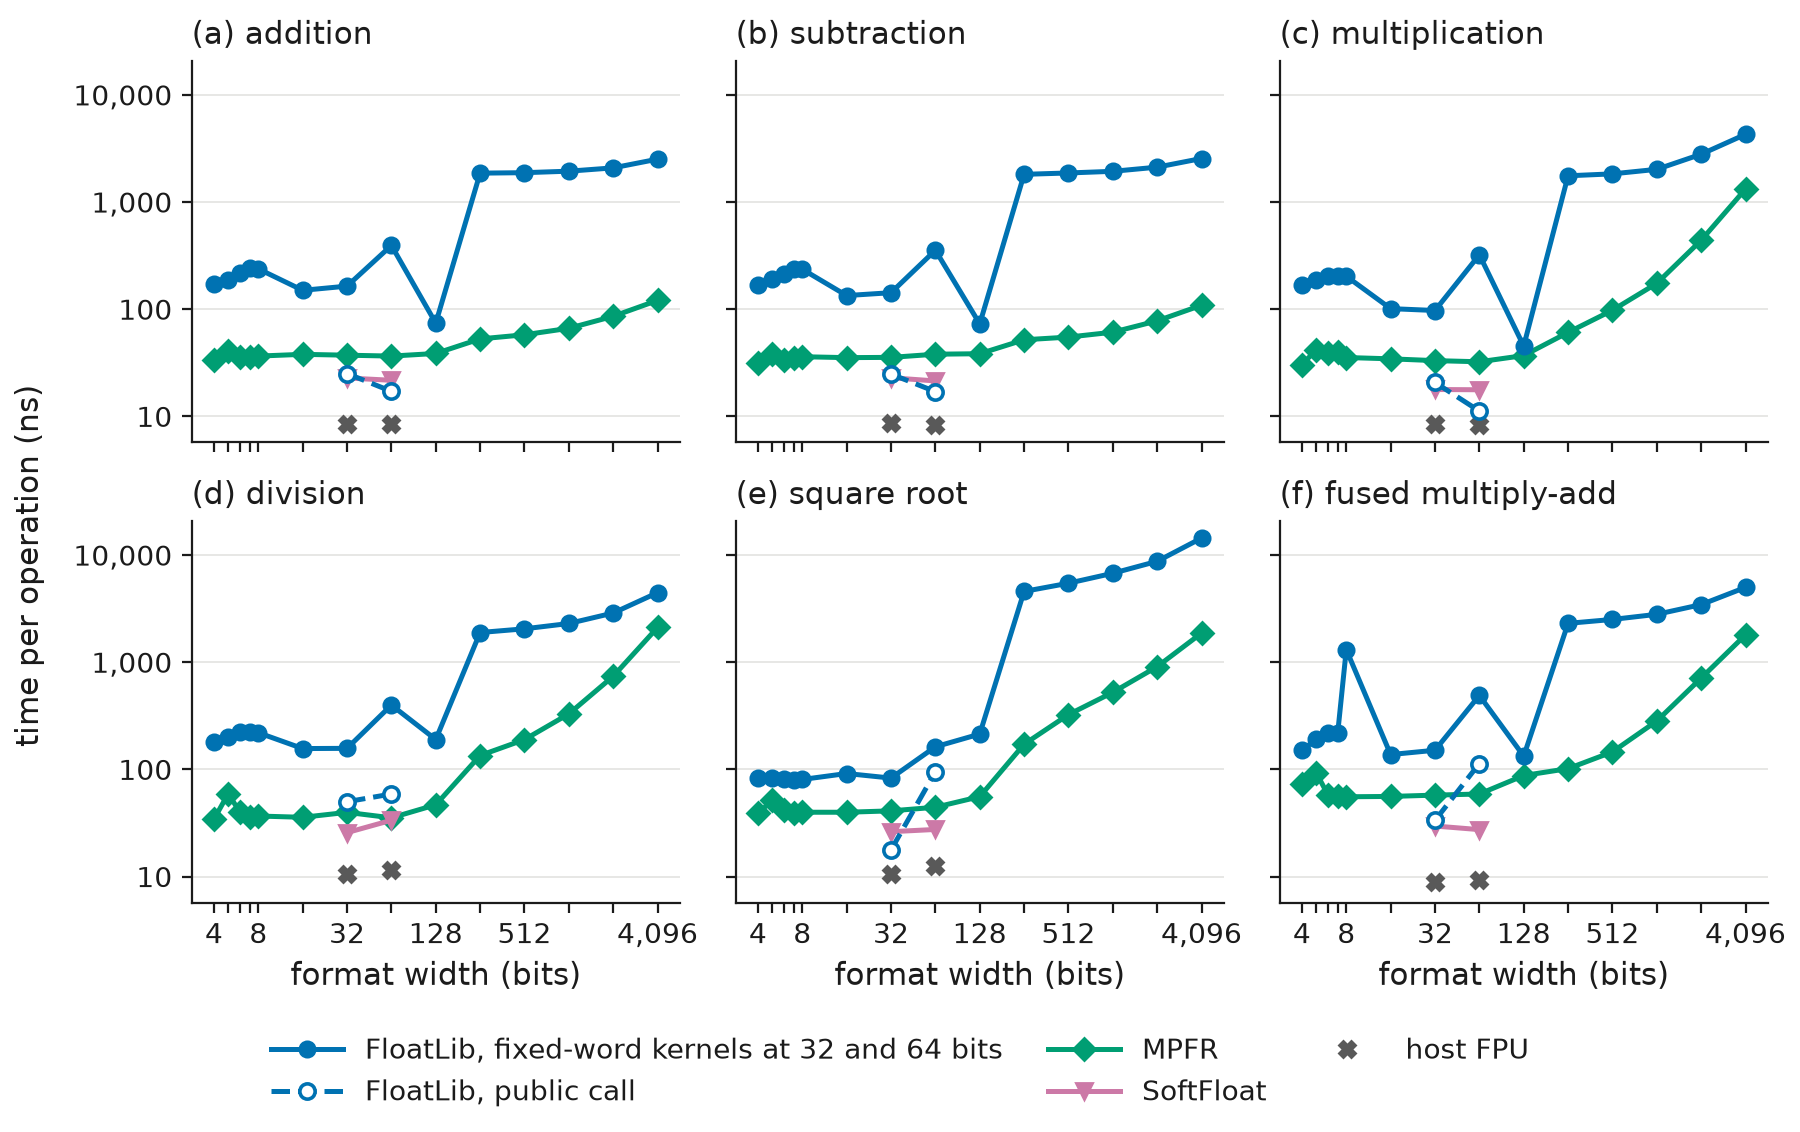 (a) addition
(b) subtraction
(c) multiplication
10,000
1,000
100
10
(d) division
(e) square root
(f) fused multiply-add
10,000
1,000
100
10
time per operation (ns)
4 8 32 128 512 4,096
4 8 32 128 512 4,096
4 8 32 128 512 4,096
format width (bits)
format width (bits)
format width (bits)
FloatLib, fixed-word kernels at 32 and 64 bits
FloatLib, public call
MPFR
SoftFloat
host FPU